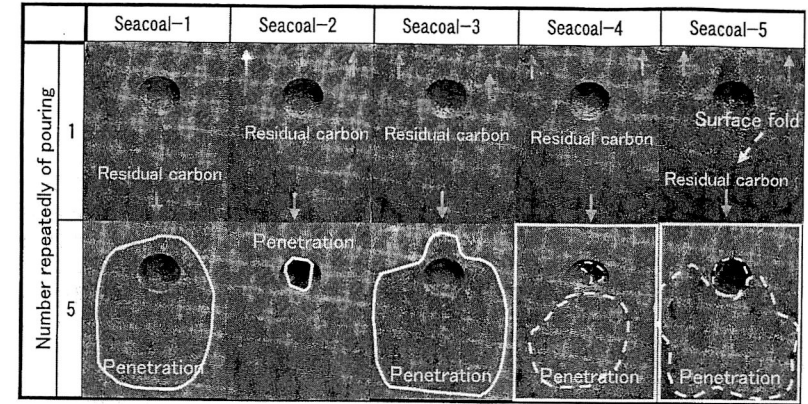 Seacoal-1 Seacoal-2 Seacoal-3 Seacoal-4 Seacoal-5
Number repeatedly of pouring
1
Surface fold
Residual carbon Residual carbon Residual carbon
Residual carbon Residual carbon
5
Penetration
Penetration Penetration Penetration Penetration